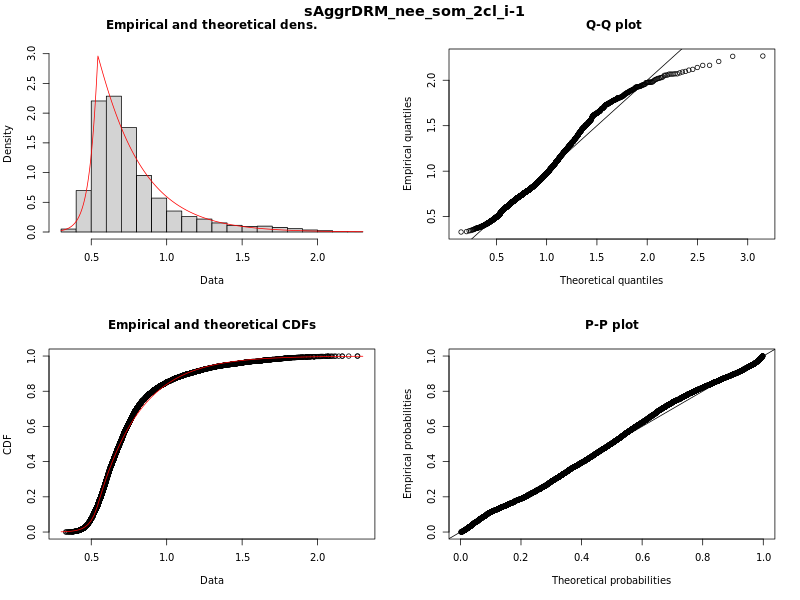 sAggrDRM_nee_som_2cl_i-1
Empirical and theoretical dens.
Density
0.0 0.5 1.0 1.5 2.0 2.5 3.0
0.5 1.0 1.5 2.0
Data
Q-Q plot
Empirical quantiles
0.5 1.0 1.5 2.0
0.5 1.0 1.5 2.0 2.5 3.0
Theoretical quantiles
Empirical and theoretical CDFs
CDF
0.0 0.2 0.4 0.6 0.8 1.0
0.5 1.0 1.5 2.0
Data
P-P plot
Empirical probabilities
0.0 0.2 0.4 0.6 0.8 1.0
0.0 0.2 0.4 0.6 0.8 1.0
Theoretical probabilities